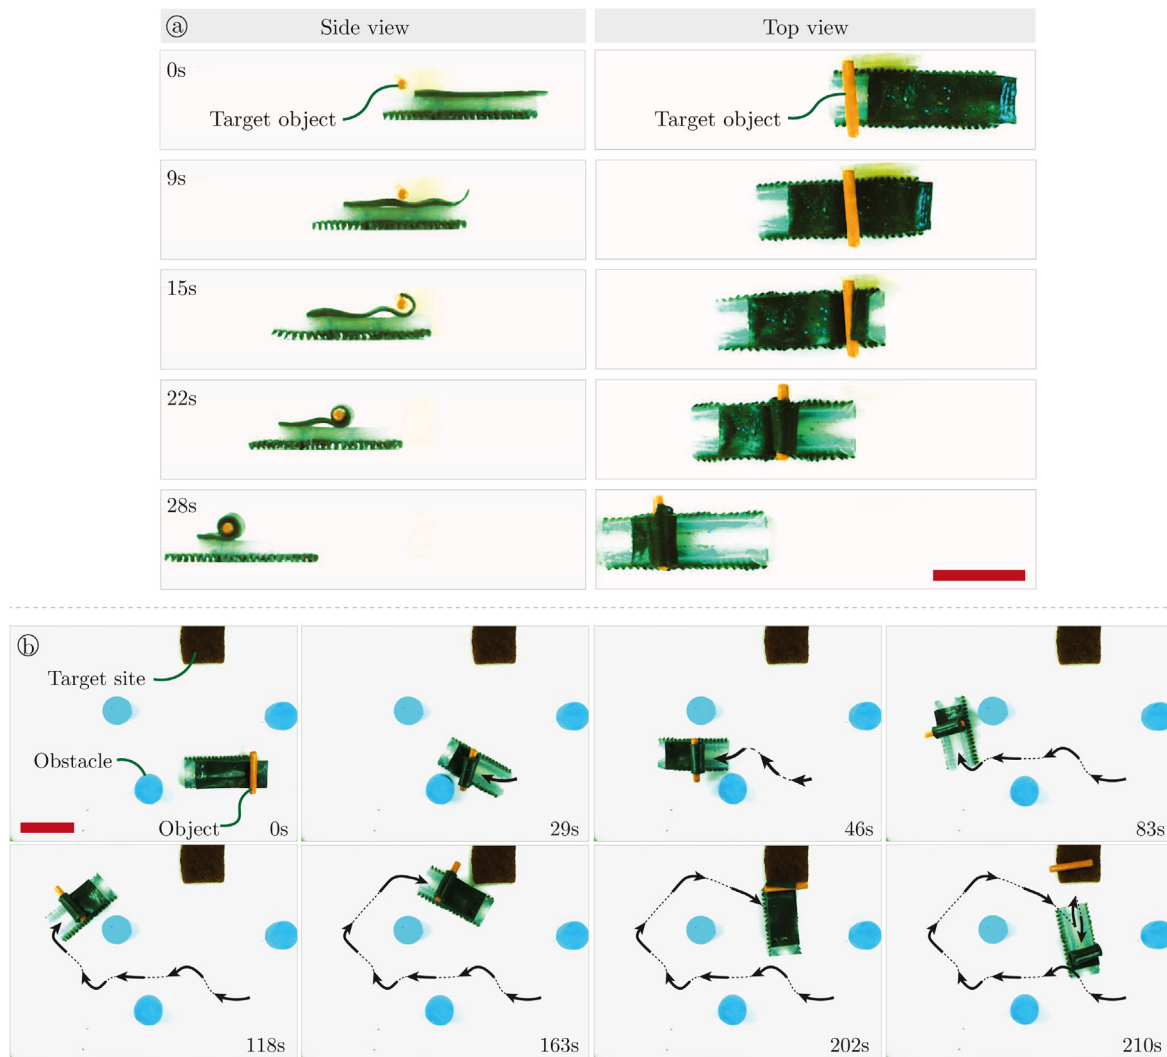 ⓐ
Side view
Top view
0s
Target object
Target object
9s
15s
22s
28s
ⓑ
Target site
Obstacle
Object
0s
29s
46s
83s
118s
163s
202s
210s